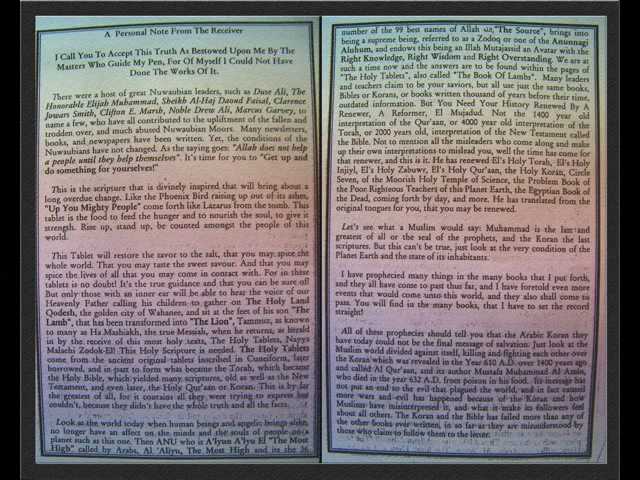 A Personal Note From The Receiver
I Call You To Accept This Truth As Bestowed Upon Me By The
Masters Who Guide My Pen, For Of Myself I Could Not Have
Done The Works Of It.
There were a host of great Nuwaubian leaders, such as Duse Ali, The
Honorable Elijah Muhammad, Sheikh Al-Haj Daoud Faisal, Clarence
Jowars Smith, Clifton E. Marsh, Noble Drew Ali, Marcus Garvey, to
name a few, who have all contributed to the upliftment of the fallen and
trodden over, and much abused Nuwaubian Moors. Many newsletters,
books, and newspapers have been written. Yet, the conditions of the
Nuwaubians have not changed. As the saying goes: "Allah does not help
a people until they help themselves". It's time for you to "Get up and
do something for yourselves!"
This is the scripture that is divinely inspired that will bring about a
long overdue change. Like the Phoenix Bird raising up out of its ashes,
"Up You Mighty People" come forth like Lazarus from the tomb. This
tablet is the food to feed the hunger and to nourish the soul, to give it
strength. Rise up, stand up, be counted amongst the people of this
world.
This Tablet will restore the savor to the salt, that you may spice the
whole world. That you may taste the sweet savour. And that you may
spice the lives of all that you may come in contact with. For in these
tablets is no doubt! It's the true guidance and that you can be sure of!
But only those with an inner ear will be able to hear the voice of our
Heavenly Father calling his children to gather on The Holy Land
Qodesh, the golden city of Wahanee, and sit at the feet of his son "The
Lamb", that has been transformed into "The Lion", Tammuz, as known
to many as Ha Mashiakh, the true Messiah, when he returns, as herald
in by the receive of this most holy texts, The Holy Tablets, Nayya
Malachi Zodok-El! This Holy Scripture is needed. The Holy Tablets
come from the ancient original tablets inscribed in Cuneiform, later
borrowed, and in part to form what became the Torah, which became
the Holy Bible, which yielded many scriptures, old as well as the New
Testament, and even later, the Holy Qur'aan or Koran. This is by far
the greatest of all, for it contains all they were trying to express but
couldn't, because they didn't have the whole truth and all the facts.
Look at the world today when human beings and angelic beings alike,
no longer have an affect on the minds and the souls of people on a
planet such as this one. Then ANU who is A'lyun A'lyu El "The Most
High" called by Arabs, Al 'Aliyu, The Most High and its the 36
number of the 99 best names of Allah "The Source", brings into
being a supreme being, referred to as a Zodoq or one of the Anunnagi
Aluhum, and endows this being an Illah Mutajassid an Avatar with the
Right Knowledge, Right Wisdom and Right Overstanding. We are at
such a time now and the answers are to be found within the pages of
"The Holy Tablets", also called "The Book Of Lambs". Many leaders
and teachers claim to be your saviors, but all use just the same books,
Bibles or Korans, or books written thousand of years before their time,
outdated information. But You Need Your History Renewed By A
Renewer, A Reformer, El Mujadud. Not the 1400 year old
interpretation of the Qur'aan, or 4000 year old interpretation of the
Torah, or 2000 years old, interpretation of the New Testament called
the Bible. Not to mention all the misleaders who come along and make
up their own interpretations to mislead you, well the time has come for
that renewer, and this is it. He has renewed El's Holy Torah, El's Holy
Injiyl, El's Holy Zabuwr, El's Holy Qur'aan, the Holy Koran, Circle
Seven, of the Moorish Holy Temple of Science, the Problem Book of
the Poor Righteous Teachers of this Planet Earth, the Egyptian Book of
the Dead, coming forth by day, and more. He has translated from the
original tongues for you, that you may be renewed.
Let's see what a Muslim would say: Muhammad is the last and
greatest of all or the seal of the prophets, and the Koran the last
scriptures. But this can't be true, just look at the very condition of the
Planet Earth and the state of its inhabitants.
I have prophecied many things in the many books that I put forth,
and they all have come to past thus far, and I have foretold even more
events that would come unto this world, and they also shall come to
pass. You will find in the many books, that I have to set the record
straight!
All of these prophecies should tell you that the Arabic Koran they
have today could not be the final message of salvation. Just look at the
Muslim world divided against itself, killing and fighting each other over
the Koran which was revealed in the Year 610 A.D. over 1400 years ago
and called Al Qur'aan, and its author Mustafa Muhammad Al Amin,
who died in the year 632 A.D. from poison in his food. Its message has
not put an end to the evil that plagued the world, and in fact caused
more wars and evil has happened because of the Koran and how
Muslims have misinterpreted it, and what it make its followers feel
about all others. The Koran and the Bible has failed more than any of
the other books ever written, in so far as they are misunderstood by
those who claim to follow them to the letter.